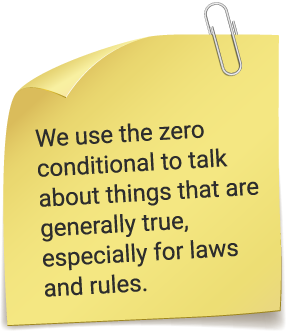 We use the zero
conditional to talk
about things that are
generally true,
especially for laws
and rules.